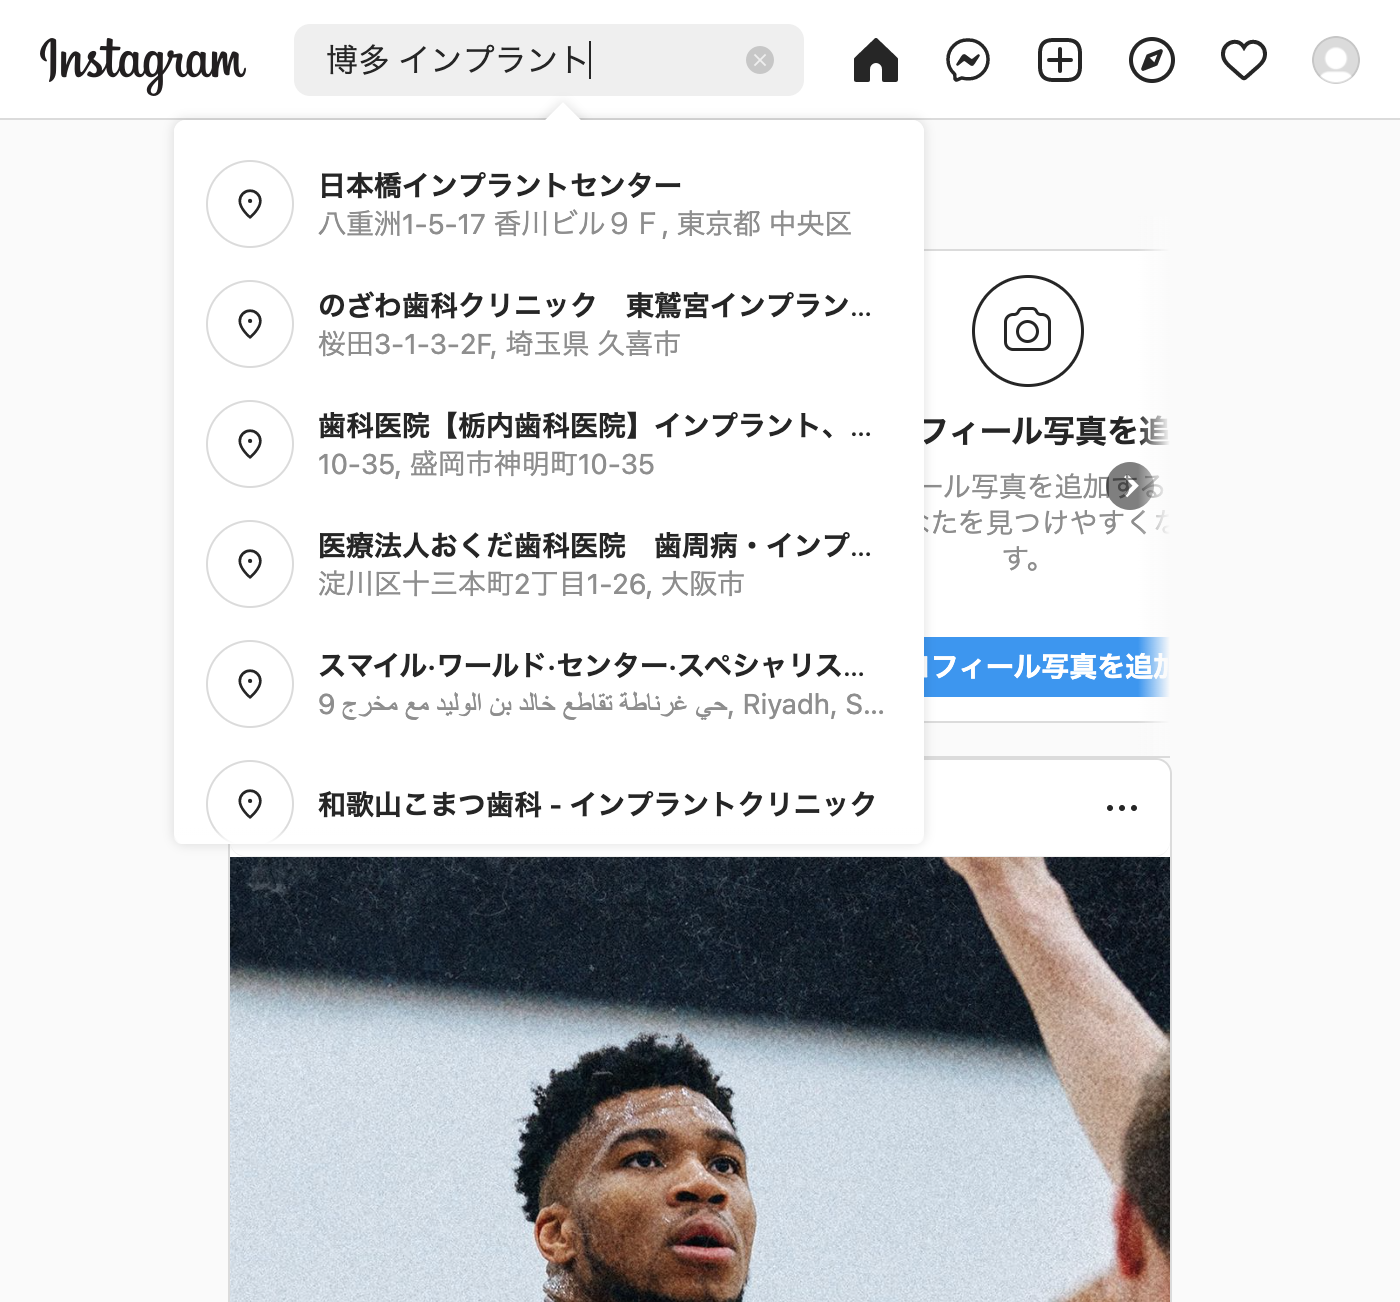 Instagram
博多 インプラント
日本橋インプラントセンター
八重洲1-5-17 香川ビル９Ｆ, 東京都 中央区
のざわ歯科クリニック　東鷲宮インプラン...
桜田3-1-3-2F, 埼玉県 久喜市
歯科医院【栃内歯科医院】インプラント、...
10-35, 盛岡市神明町10-35
医療法人おくだ歯科医院　歯周病・インプ...
淀川区十三本町2丁目1-26, 大阪市
スマイル·ワールド·センター·スペシャリス...
حي غرناطة تقاطع خالد بن الوليد مع مخرج 9, Riyadh, S...
和歌山こまつ歯科 - インプラントクリニック
フィール写真を追
ール写真を追加する
たを見つけやすくな
す。
フィール写真を追加